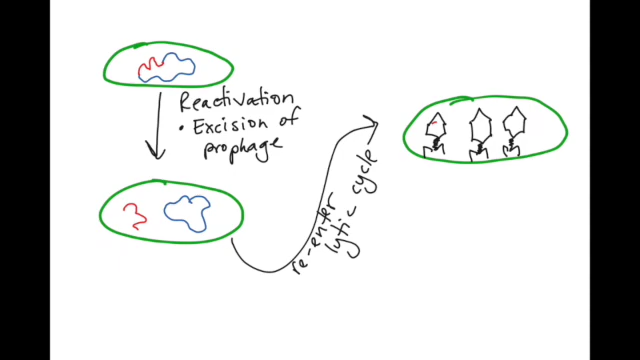 Reactivation
• Excision of
prophage
re-enter
lytic cycle